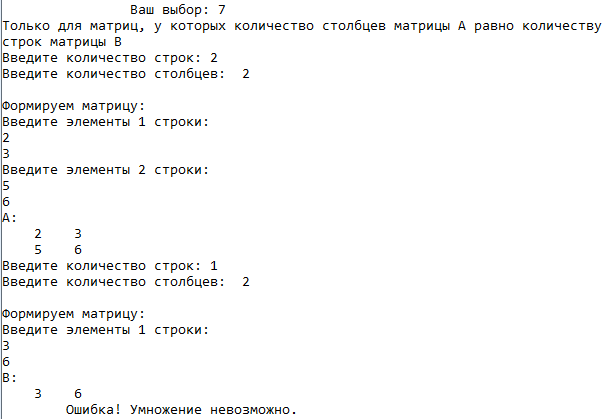 Ваш выбор: 7
Только для матриц, у которых количество столбцев матрицы A равно количеству
строк матрицы B
Введите количество строк: 2
Введите количество столбцев:  2
Формируем матрицу:
Введите элементы 1 строки:
2
3
Введите элементы 2 строки:
5
6
A:
2    3
5    6
Введите количество строк: 1
Введите количество столбцев:  2
Формируем матрицу:
Введите элементы 1 строки:
3
6
B:
3    6
Ошибка! Умножение невозможно.